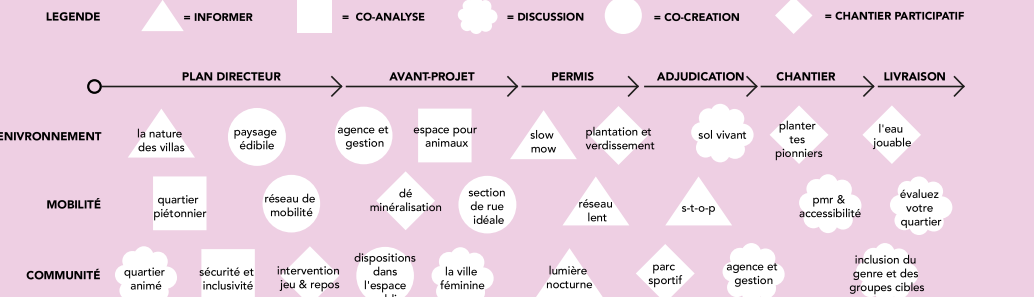 LEGENDE
= INFORMER
= CO-ANALYSE
= DISCUSSION
= CO-CREATION
= CHANTIER PARTICIPATIF
PLAN DIRECTEUR
AVANT-PROJET
PERMIS
ADJUDICATION
CHANTIER
LIVRAISON
ENIVRONNEMENT
la nature
des villas
paysage
édibile
agence et
gestion
espace pour
animaux
slow
mow
plantation et
verdissement
sol vivant
planter
tes
pionniers
l'eau
jouable
MOBILITÉ
quartier
piétonnier
réseau de
mobilité
dé
minéralisation
section
de rue
idéale
réseau
lent
s-t-o-p
pmr &
accessibilité
évaluez
votre
quartier
COMMUNITÉ
quartier
animé
sécurité et
inclusivité
intervention
jeu & repos
dispositions
dans
l'espace
la ville
féminine
lumière
nocturne
parc
sportif
agence et
gestion
inclusion du
genre et des
groupes cibles